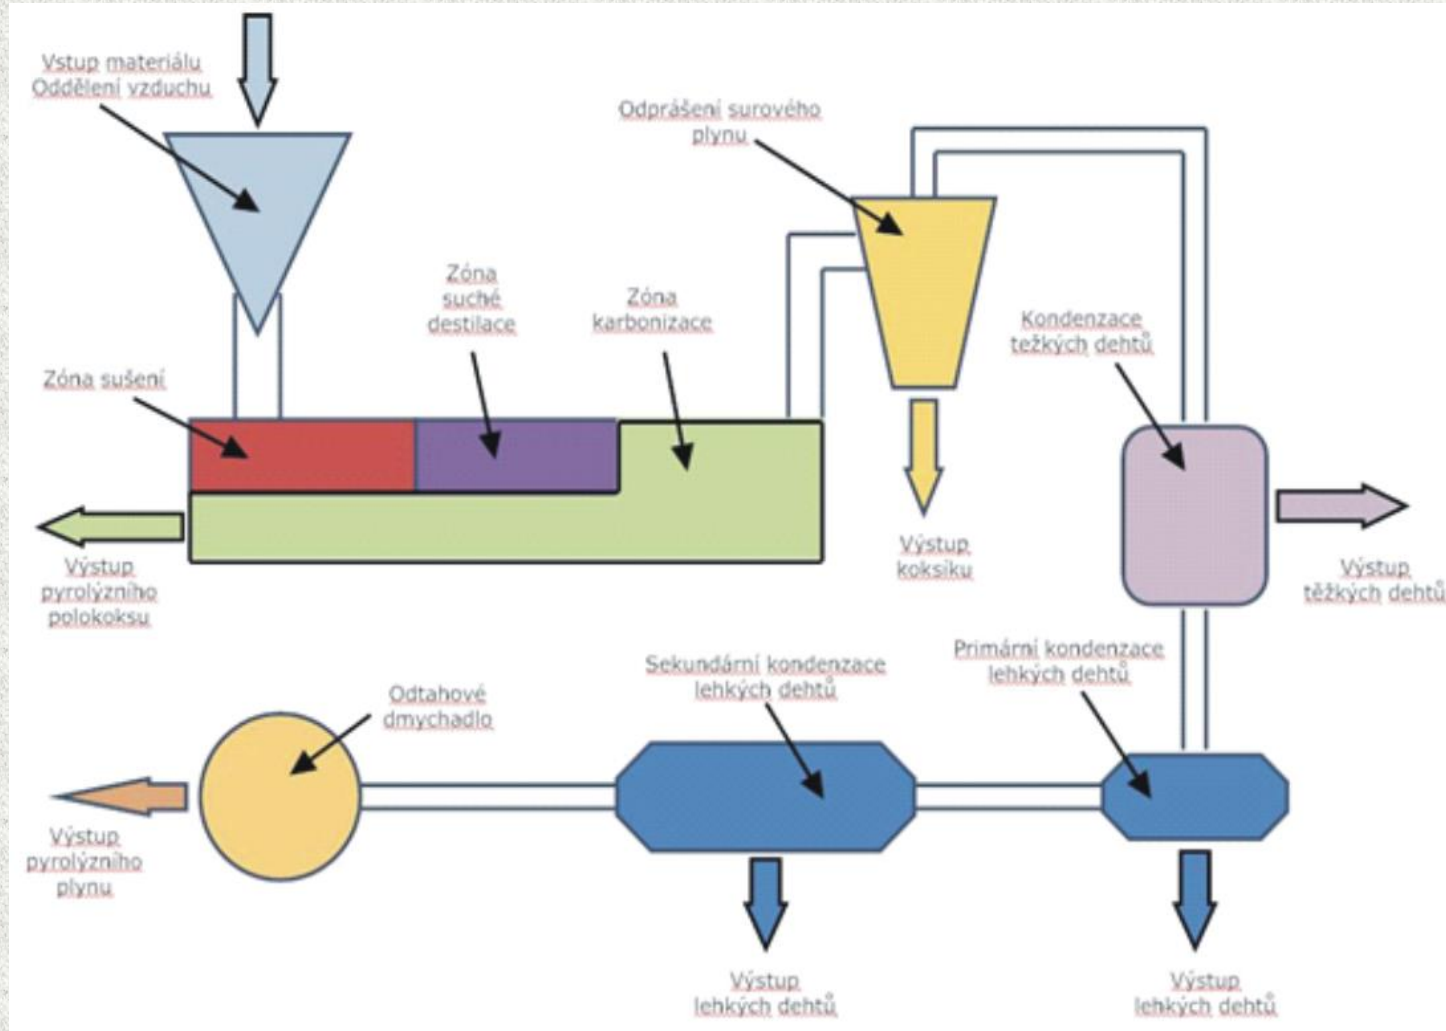 Vstup materiálu
Oddělení vzduchu
Odprášení surového
plynu
Zóna
suché
destilace
Zóna
karbonizace
Kondenzace
težkých dehtů
Zóna sušení
Výstup
pyrolýzního
polokoksu
Výstup
koksíku
Výstup
těžkých dehtů
Odtahové
dmychadlo
Sekundární kondenzace
lehkých dehtů
Primární kondenzace
lehkých dehtů
Výstup
pyrolýzního
plynu
Výstup
lehkých dehtů
Výstup
lehkých dehtů